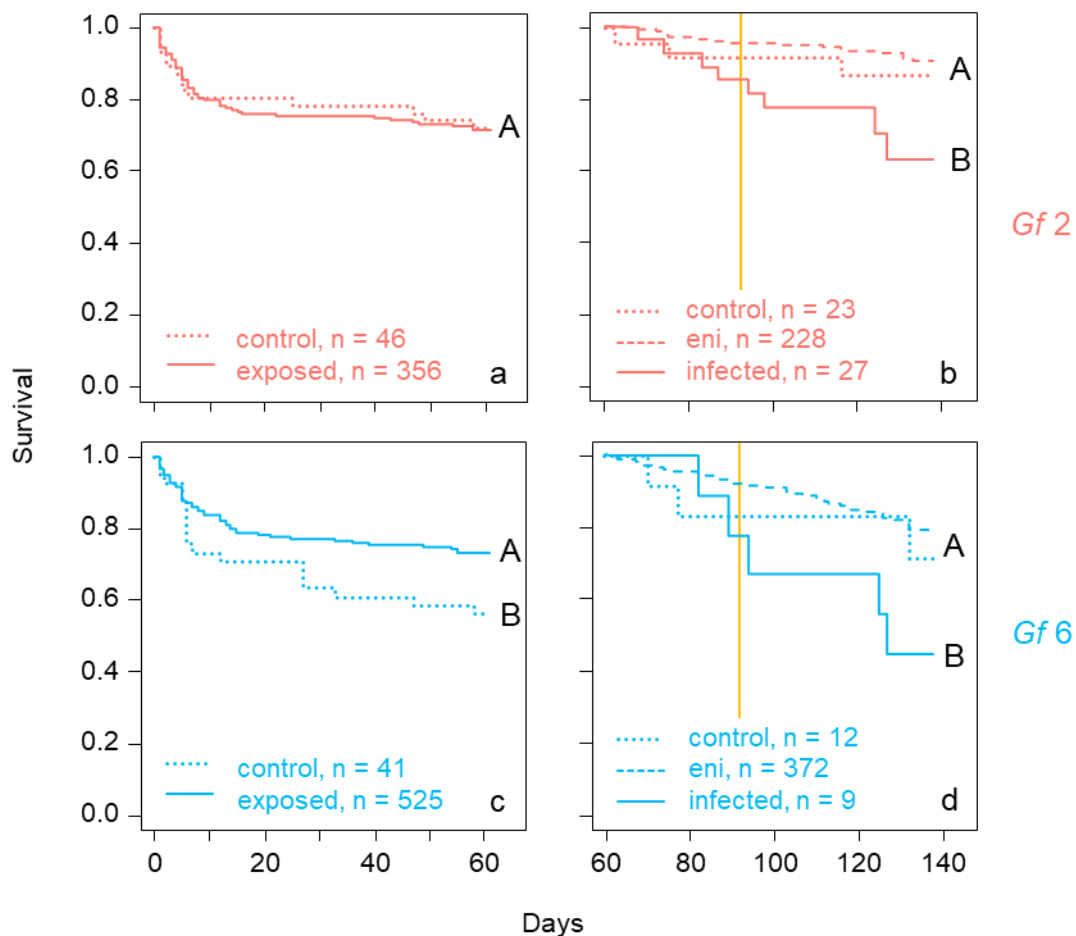 1.0
0.8
0.6
0.4
0.2
0.0
A
control, n = 46
exposed, n = 356
a
A
B
control, n = 23
eni, n = 228
infected, n = 27
b
Gf 2
Survival
1.0
0.8
0.6
0.4
0.2
0.0
A
B
control, n = 41
exposed, n = 525
c
0
20
40
60
A
B
control, n = 12
eni, n = 372
infected, n = 9
d
60
80
100
120
140
Gf 6
Days